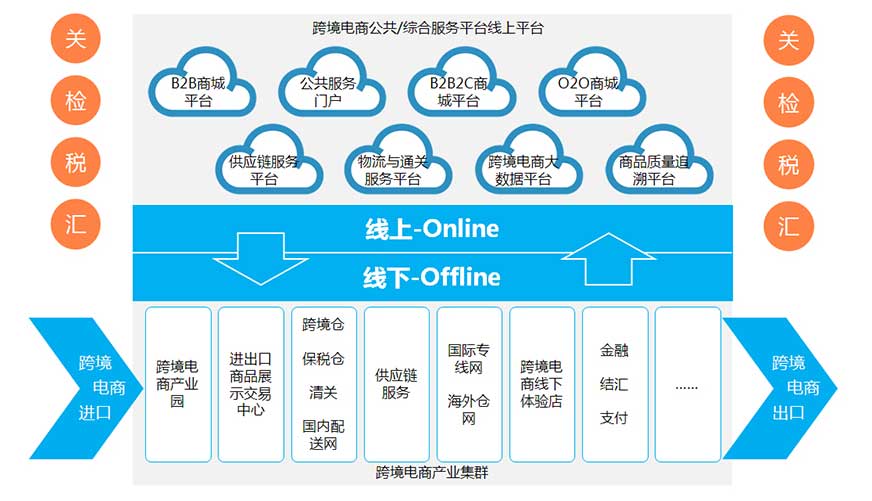 跨境电商公共/综合服务平台线上平台
关
检
税
汇
B2B商城
平台
公共服务
门户
B2B2C商
城平台
O2O商城
平台
供应链服务
平台
物流与通关
服务平台
跨境电商大
数据平台
商品质量追
溯平台
关
检
税
汇
线上-Online
线下-Offline
跨境
电商
进口
跨境电
商产业
园
进出口
商品展
示交易
中心
跨境仓
保税仓
清关
国内配
送网
供应链
服务
国际专
线网
海外仓
网
跨境电
商线下
体验店
金融
结汇
支付
......
跨境
电商
出口
跨境电商产业集群